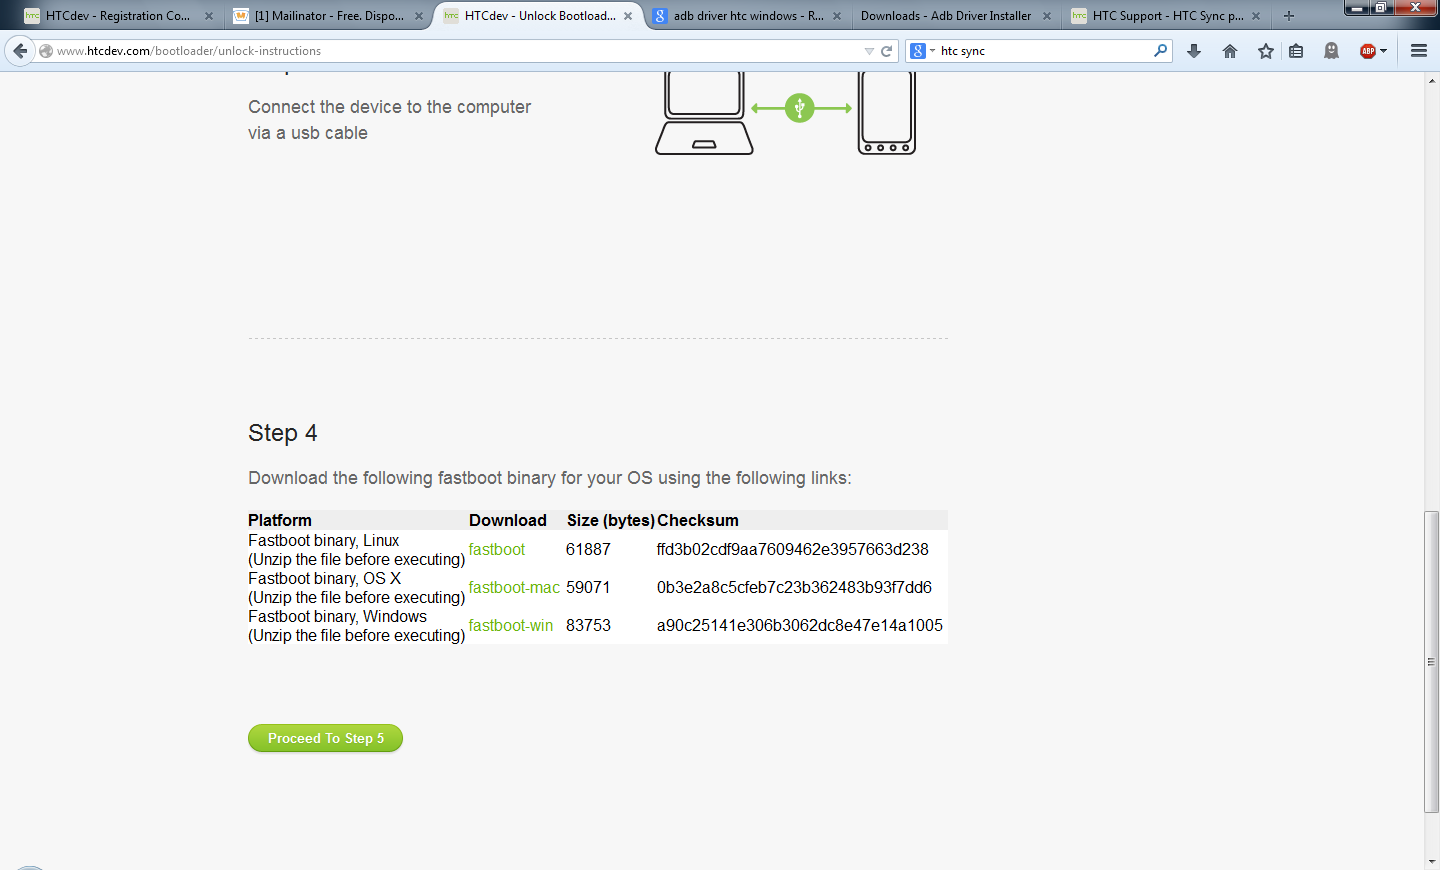 HTCdev - Registration Co...
[1] Mailinator - Free. Dispo...
HTCdev - Unlock Bootload...
adb driver htc windows - R...
Downloads - Adb Driver Installer
HTC Support - HTC Sync p...
www.htcdev.com/bootloader/unlock-instructions
htc sync
ABP
Connect the device to the computer
via a usb cable
Step 4
Download the following fastboot binary for your OS using the following links:
Platform Download Size (bytes) Checksum
Fastboot binary, Linux
(Unzip the file before executing) fastboot 61887 ffd3b02cdf9aa7609462e3957663d238
Fastboot binary, OS X
(Unzip the file before executing) fastboot-mac 59071 0b3e2a8c5cfeb7c23b362483b93f7dd6
Fastboot binary, Windows
(Unzip the file before executing) fastboot-win 83753 a90c25141e306b3062dc8e47e14a1005
Proceed To Step 5